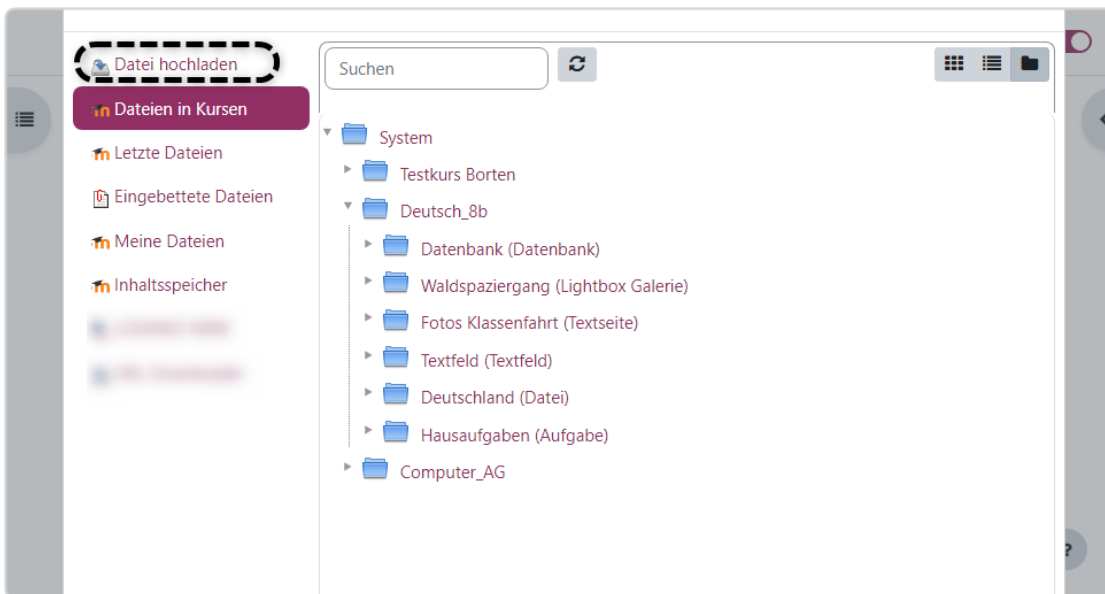 Datei hochladen
Dateien in Kursen
Letzte Dateien
Eingebettete Dateien
Meine Dateien
Inhaltsspeicher
Suchen
System
Testkurs Borten
Deutsch_8b
Datenbank (Datenbank)
Waldspaziergang (Lightbox Galerie)
Fotos Klassenfahrt (Textseite)
Textfeld (Textfeld)
Deutschland (Datei)
Hausaufgaben (Aufgabe)
Computer_AG
?